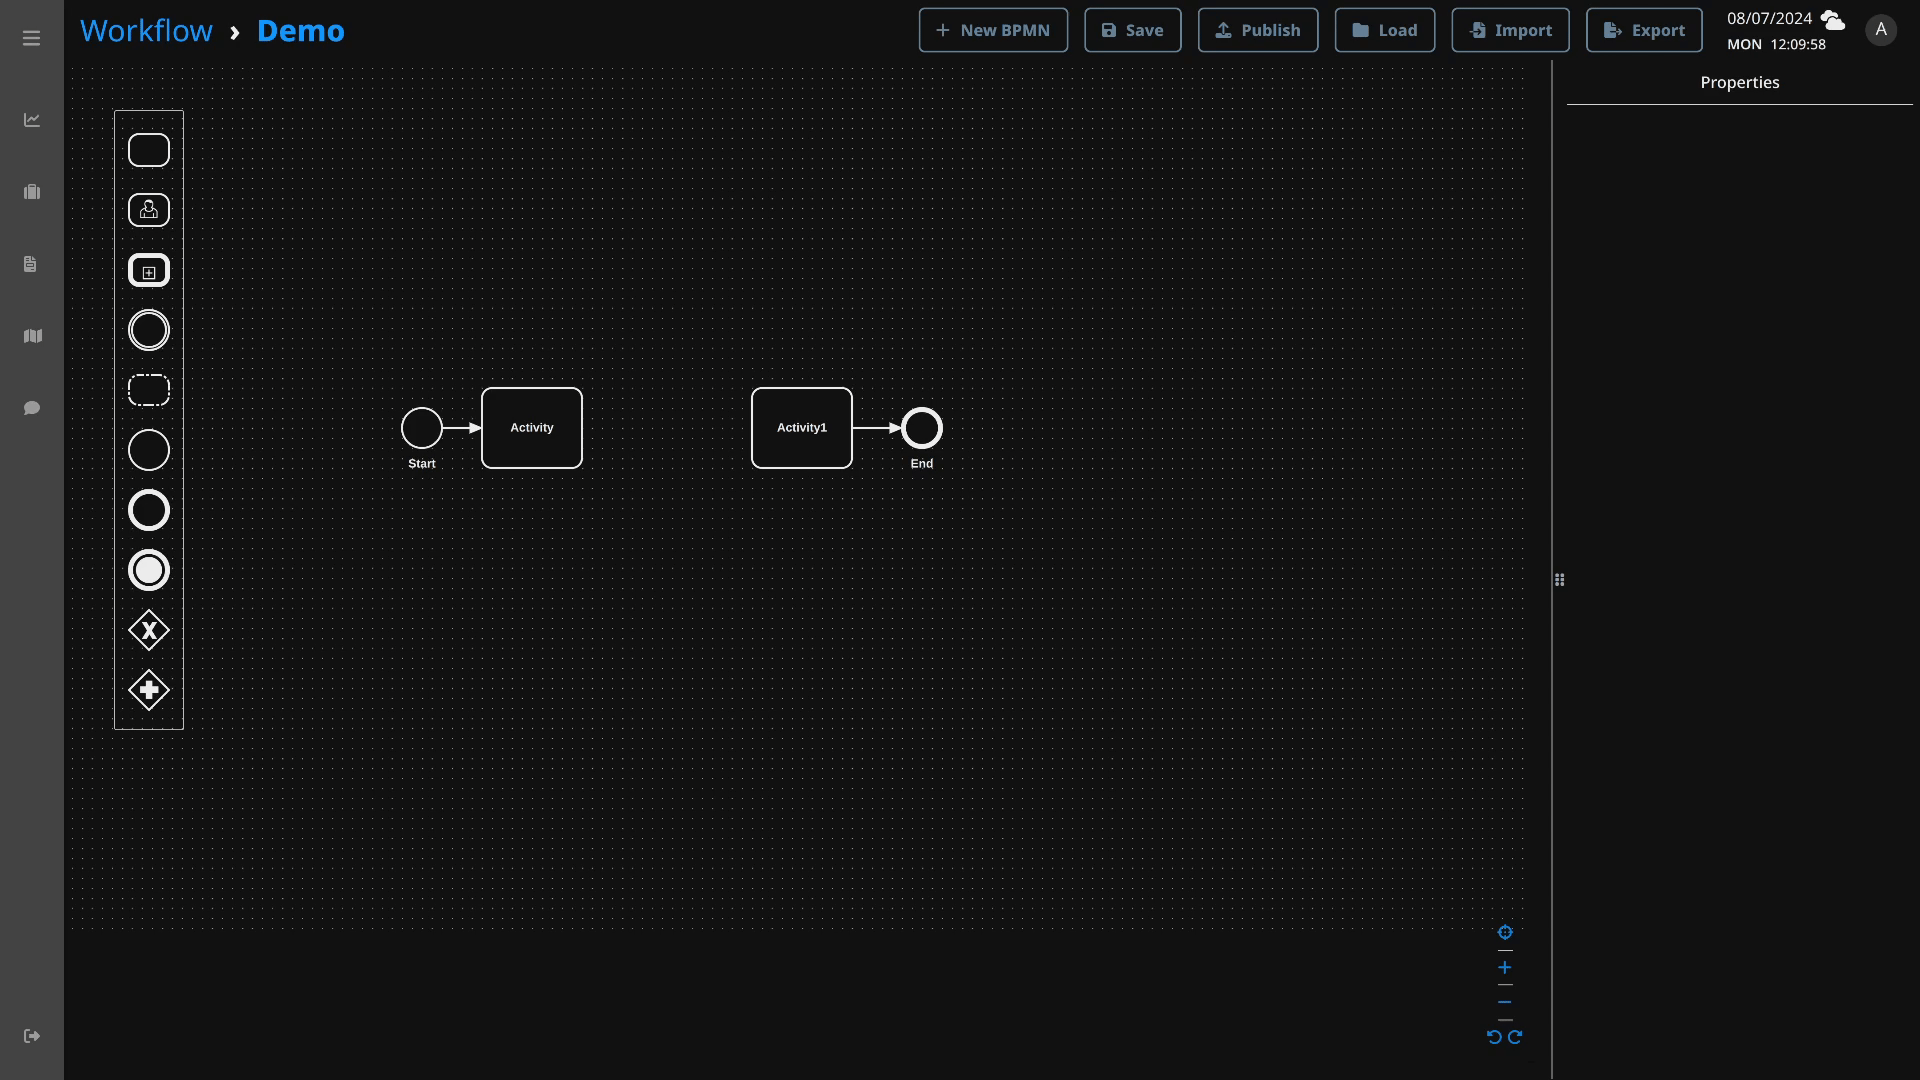 Workflow › Demo
New BPMN
Save
Publish
Load
Import
Export
08/07/2024
MON 12:09:58
A
Properties
Activity
Activity1
Start
End